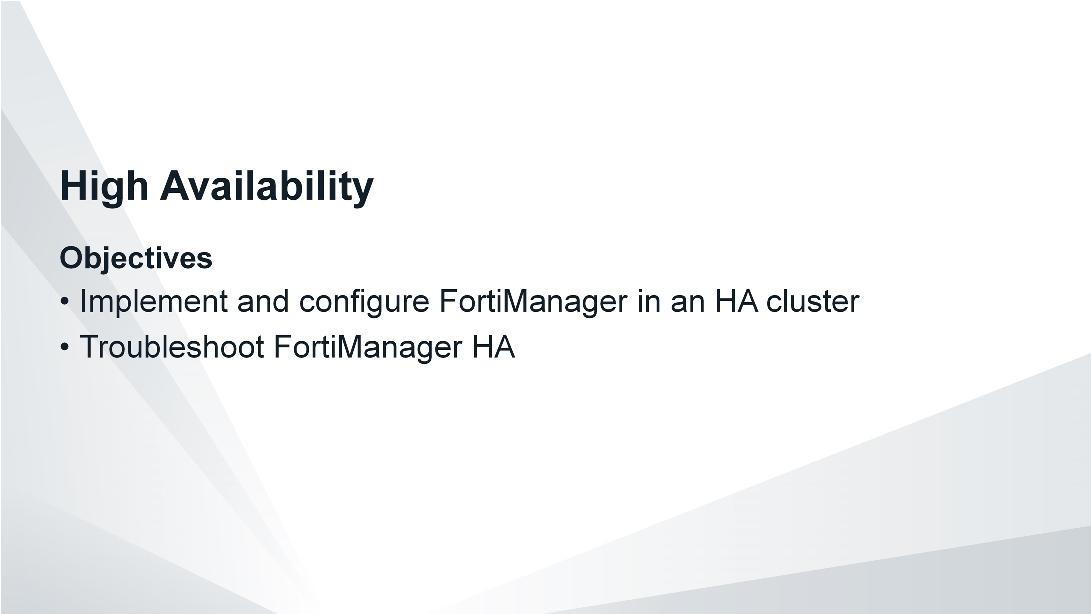 High Availability
Objectives
• Implement and configure FortiManager in an HA cluster
• Troubleshoot FortiManager HA